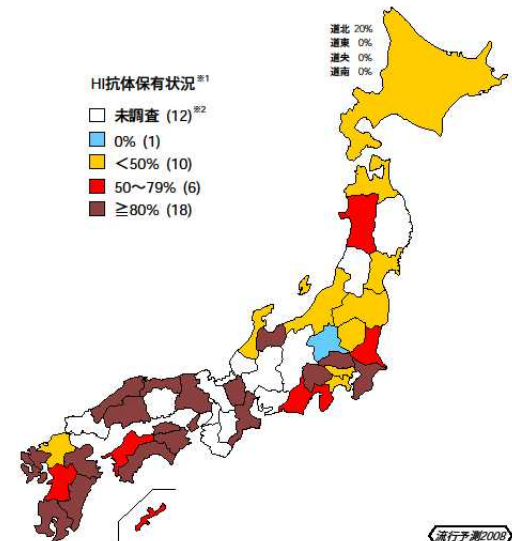 道北 20%
道東 0%
道央 0%
道南 0%
HI抗体保有状況※1
未調査 (12)※2
0% (1)
<50% (10)
50～79% (6)
≧80% (18)
流行予測2008